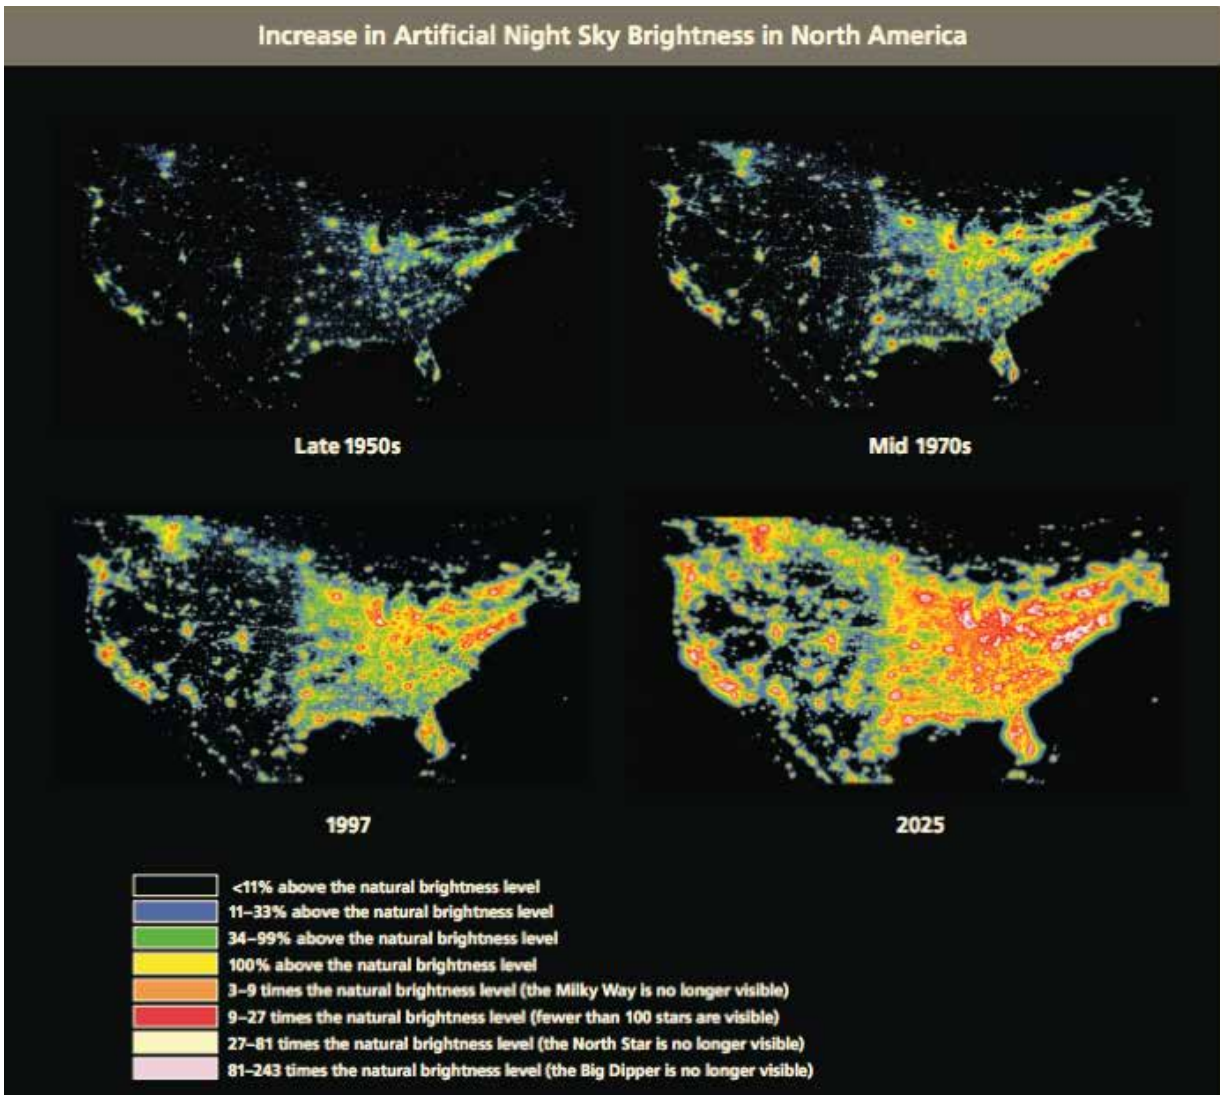 Increase in Artificial Night Sky Brightness in North America
Late 1950s
Mid 1970s
1997
2025
<11% above the natural brightness level
11–33% above the natural brightness level
34–99% above the natural brightness level
100% above the natural brightness level
3–9 times the natural brightness level (the Milky Way is no longer visible)
9–27 times the natural brightness level (fewer than 100 stars are visible)
27–81 times the natural brightness level (the North Star is no longer visible)
81–243 times the natural brightness level (the Big Dipper is no longer visible)